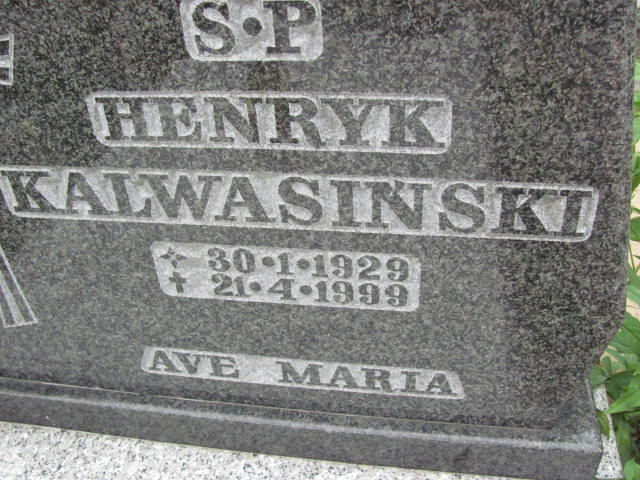 S·P
HENRYK
KALWASIŃSKI
30·1·1929
✝ 21·4·1999
AVE MARIA